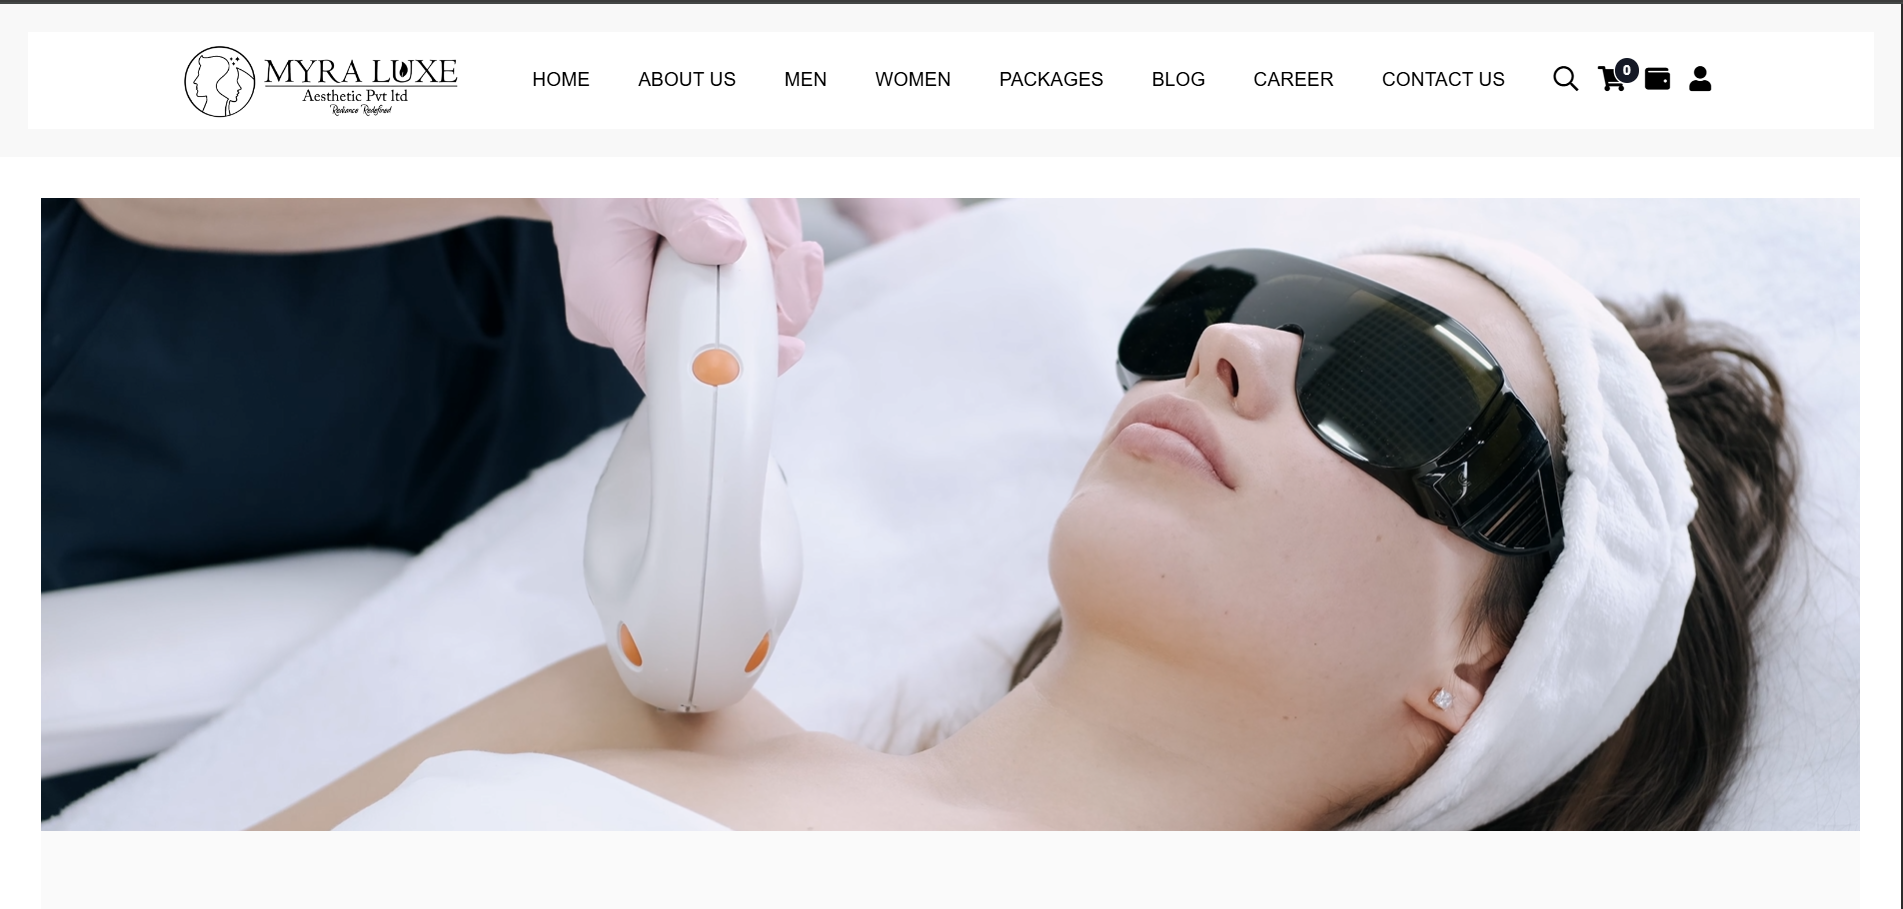 MYRA LUXE
Aesthetic Pvt ltd
Radiance Redefined
HOME
ABOUT US
MEN
WOMEN
PACKAGES
BLOG
CAREER
CONTACT US
0